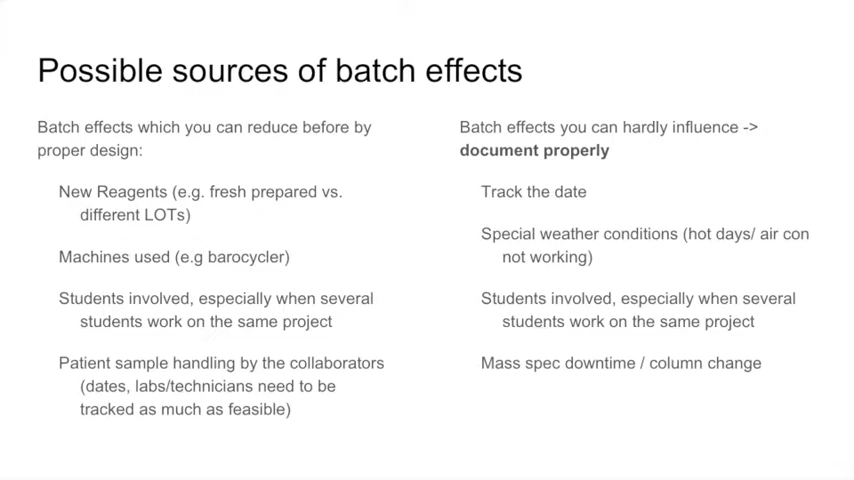 Possible sources of batch effects
Batch effects which you can reduce before by
proper design:
New Reagents (e.g. fresh prepared vs.
different LOTs)
Machines used (e.g barocycler)
Students involved, especially when several
students work on the same project
Patient sample handling by the collaborators
(dates, labs/technicians need to be
tracked as much as feasible)
Batch effects you can hardly influence ->
document properly
Track the date
Special weather conditions (hot days/ air con
not working)
Students involved, especially when several
students work on the same project
Mass spec downtime / column change